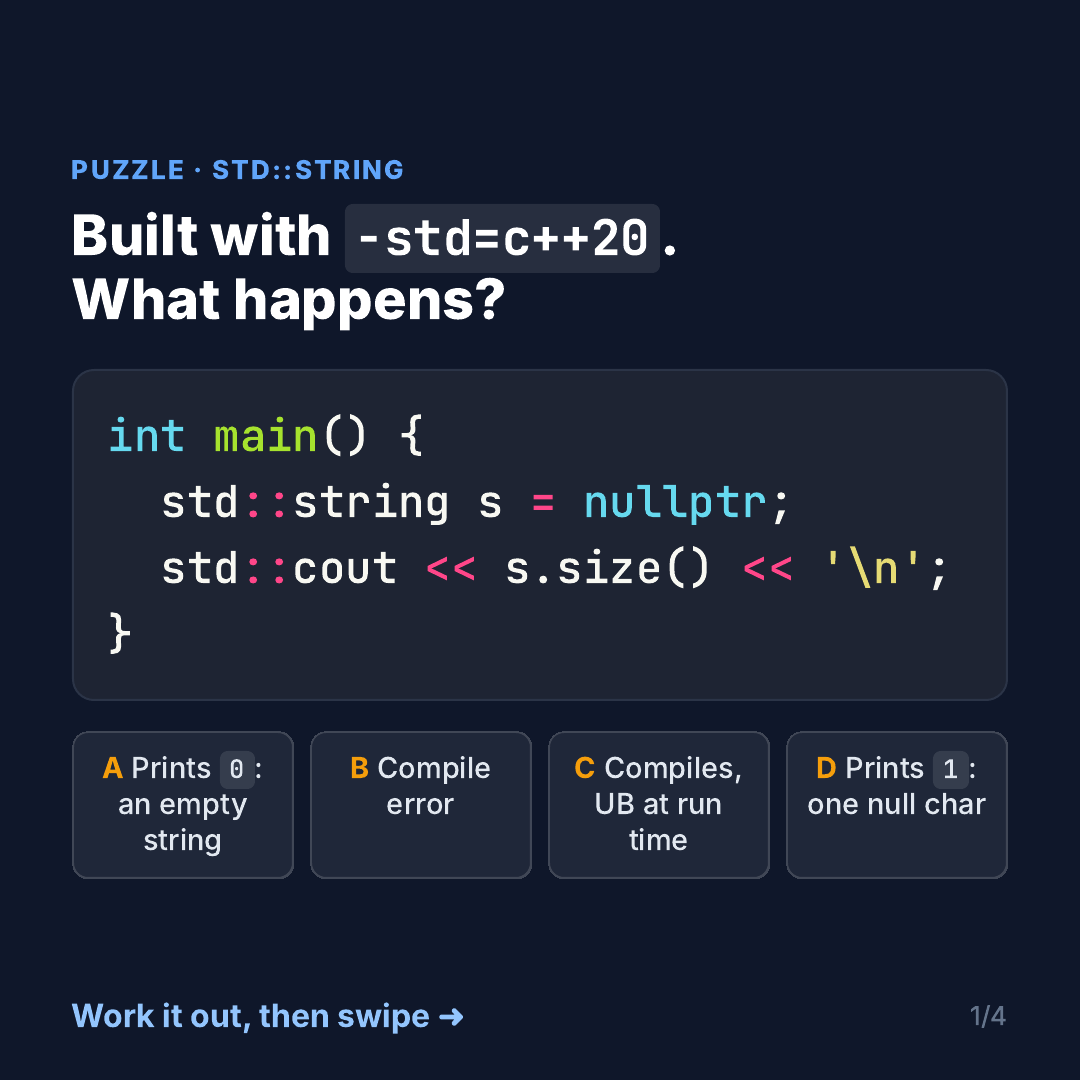 PUZZLE · STD::STRING
Built with -std=c++20.
What happens?
int main() {
  std::string s = nullptr;
  std::cout << s.size() << '\n';
}
A Prints 0:
an empty
string
B Compile
error
C Compiles,
UB at run
time
D Prints 1:
one null char
Work it out, then swipe ➜
1/4